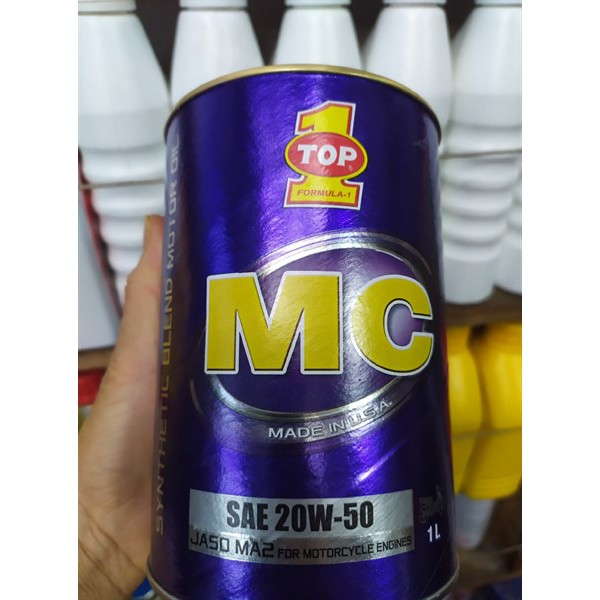 1
TOP
FORMULA-1
MC
MADE IN U.S.A.
SYNTHETIC BLEND MOTOR OIL
SAE 20W-50
JASO MA2 FOR MOTORCYCLE ENGINES
1L